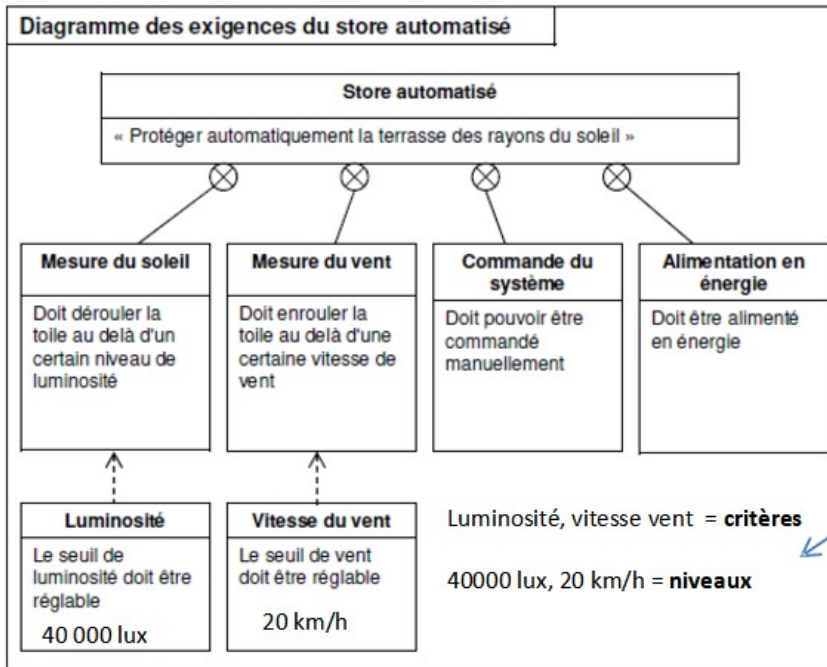 Diagramme des exigences du store automatisé
Store automatisé
« Protéger automatiquement la terrasse des rayons du soleil »
Mesure du soleil
Doit dérouler la
toile au delà d'un
certain niveau de
luminosité
Mesure du vent
Doit enrouler la
toile au delà d'une
certaine vitesse de
vent
Commande du
système
Doit pouvoir être
commandé
manuellement
Alimentation en
énergie
Doit être alimenté
en énergie
Luminosité
Le seuil de
luminosité doit être
réglable
40 000 lux
Vitesse du vent
Le seuil de vent
doit être réglable
20 km/h
Luminosité, vitesse vent = critères
40000 lux, 20 km/h = niveaux